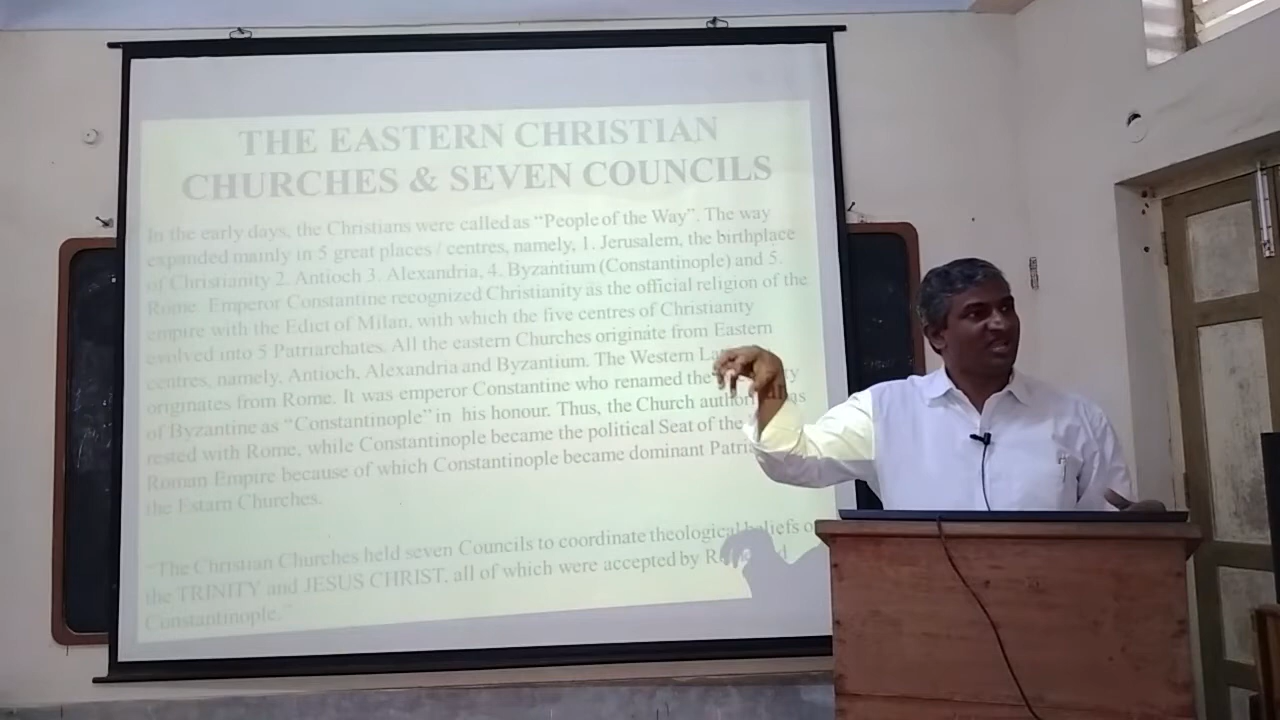 THE EASTERN CHRISTIAN
CHURCHES & SEVEN COUNCILS
In the early days, the Christians were called as “People of the Way”. The way
expanded mainly in 5 great places / centres, namely, 1. Jerusalem, the birthplace
of Christianity 2. Antioch 3. Alexandria, 4. Byzantium (Constantinople) and 5.
Rome. Emperor Constantine recognized Christianity as the official religion of the
empire with the Edict of Milan, with which the five centres of Christianity
evolved into 5 Patriarchates. All the eastern Churches originate from Eastern
centres, namely, Antioch, Alexandria and Byzantium. The Western
originates from Rome. It was emperor Constantine who renamed the
of Byzantine as “Constantinople” in his honour. Thus, the Church
rested with Rome, while Constantinople became the political Seat of the
Roman Empire because of which Constantinople became dominant
the Estarn Churches.
“The Christian Churches held seven Councils to coordinate theological beliefs
the TRINITY and JESUS CHRIST, all of which were accepted by
Constantinople.”